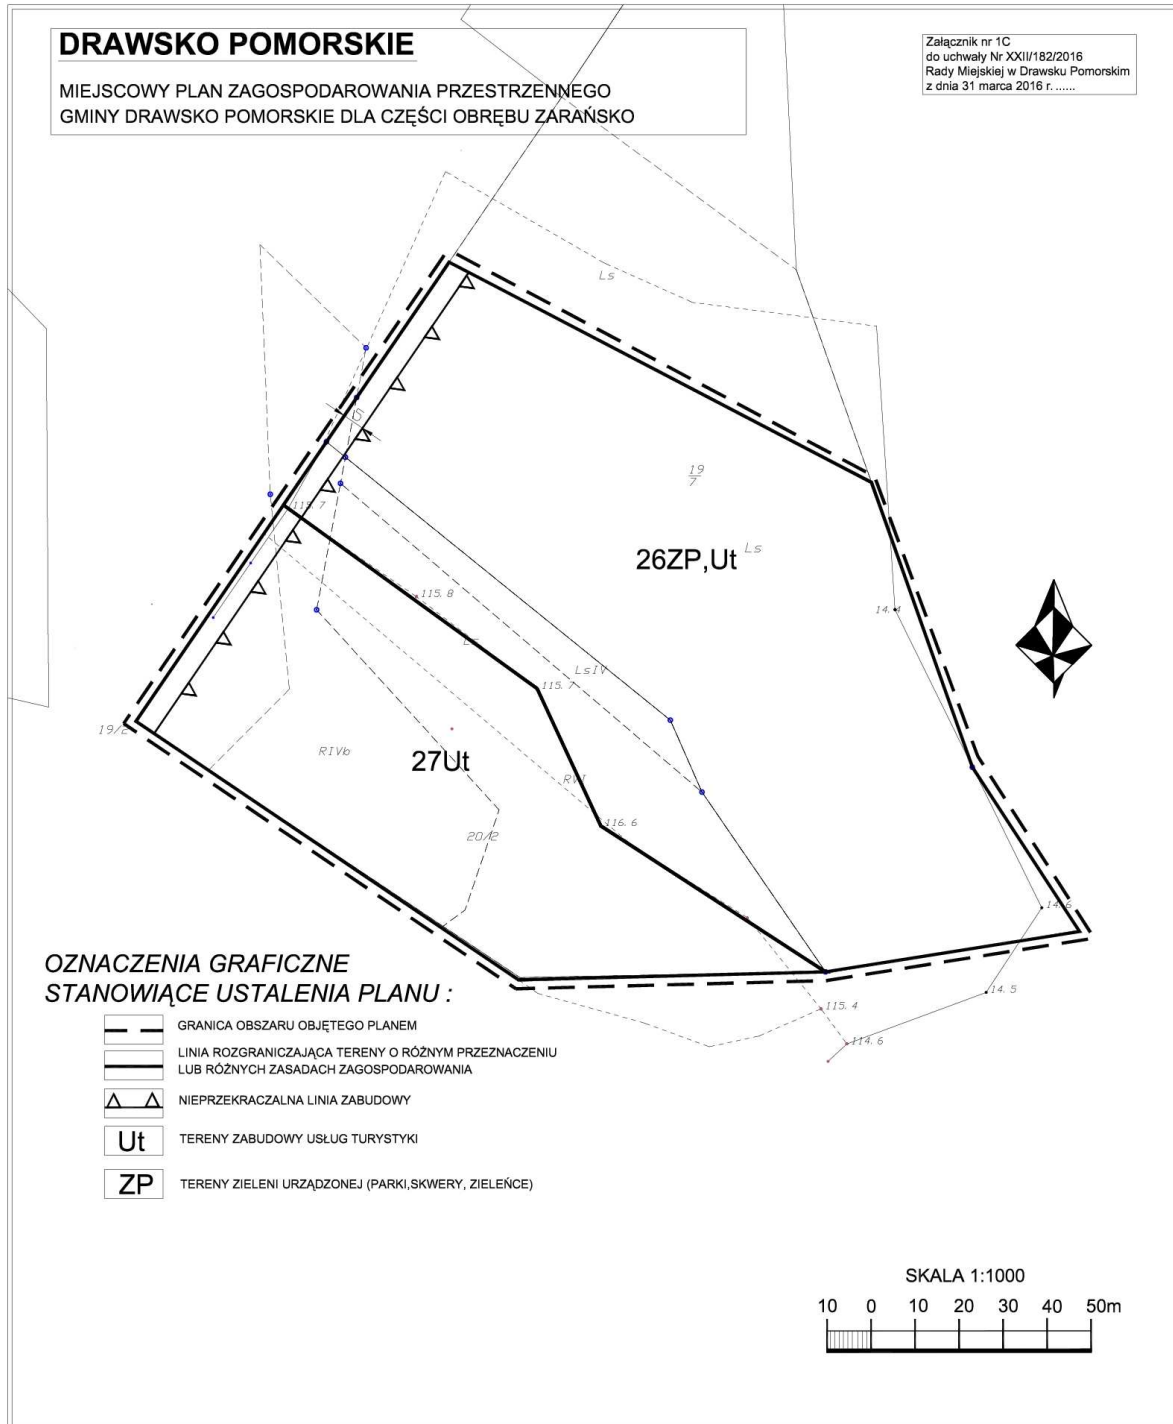 DRAWSKO POMORSKIE
MIEJSCOWY PLAN ZAGOSPODAROWANIA PRZESTRZENNEGO
GMINY DRAWSKO POMORSKIE DLA CZĘŚCI OBRĘBU ZARAŃSKO
Załącznik nr 1C
do uchwały Nr XXII/182/2016
Rady Miejskiej w Drawsku Pomorskim
z dnia 31 marca 2016 r. ......
Ls
19
7
115.7
26ZP,Ut
Ls
115.8
14.4
LsIV
115.7
19/2
RIVb
27Ut
RVI
116.6
20/2
14.6
14.5
115.4
114.6
OZNACZENIA GRAFICZNE
STANOWIĄCE USTALENIA PLANU :
GRANICA OBSZARU OBJĘTEGO PLANEM
LINIA ROZGRANICZAJĄCA TERENY O RÓŻNYM PRZEZNACZENIU
LUB RÓŻNYCH ZASADACH ZAGOSPODAROWANIA
NIEPRZEKRACZALNA LINIA ZABUDOWY
Ut TERENY ZABUDOWY USŁUG TURYSTYKI
ZP TERENY ZIELENI URZĄDZONEJ (PARKI,SKWERY, ZIELEŃCE)
SKALA 1:1000
10 0 10 20 30 40 50m